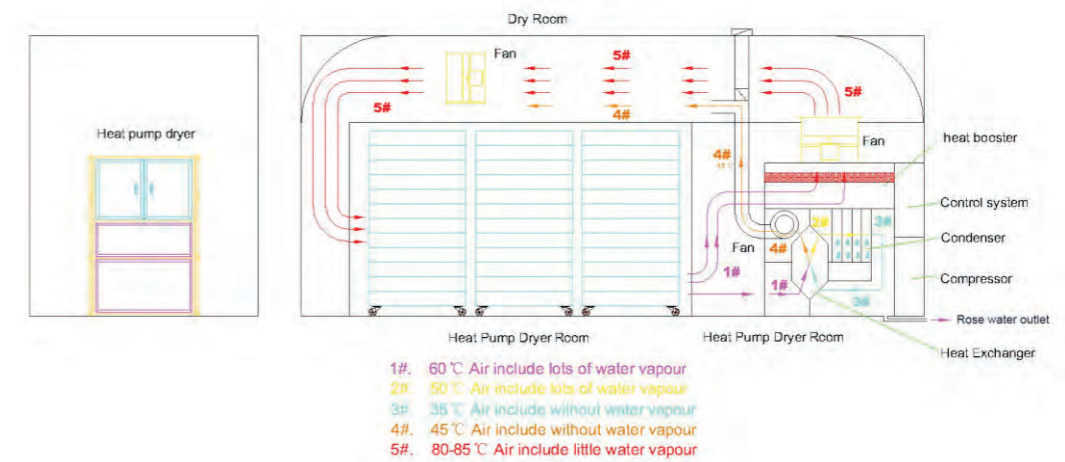 Dry Room
Heat pump dryer
Fan
5#
5#
5#
4#
4#
45℃
Fan
heat booster
Control system
2#
3#
Condenser
Fan
4#
1#
1#
3#
Compressor
Rose water outlet
Heat Pump Dryer Room
Heat Pump Dryer Room
Heat Exchanger
1#. 60℃ Air include lots of water vapour
2#. 50℃ Air include lots of water vapour
3#. 35℃ Air include without water vapour
4#. 45℃ Air include without water vapour
5#. 80-85℃ Air include little water vapour